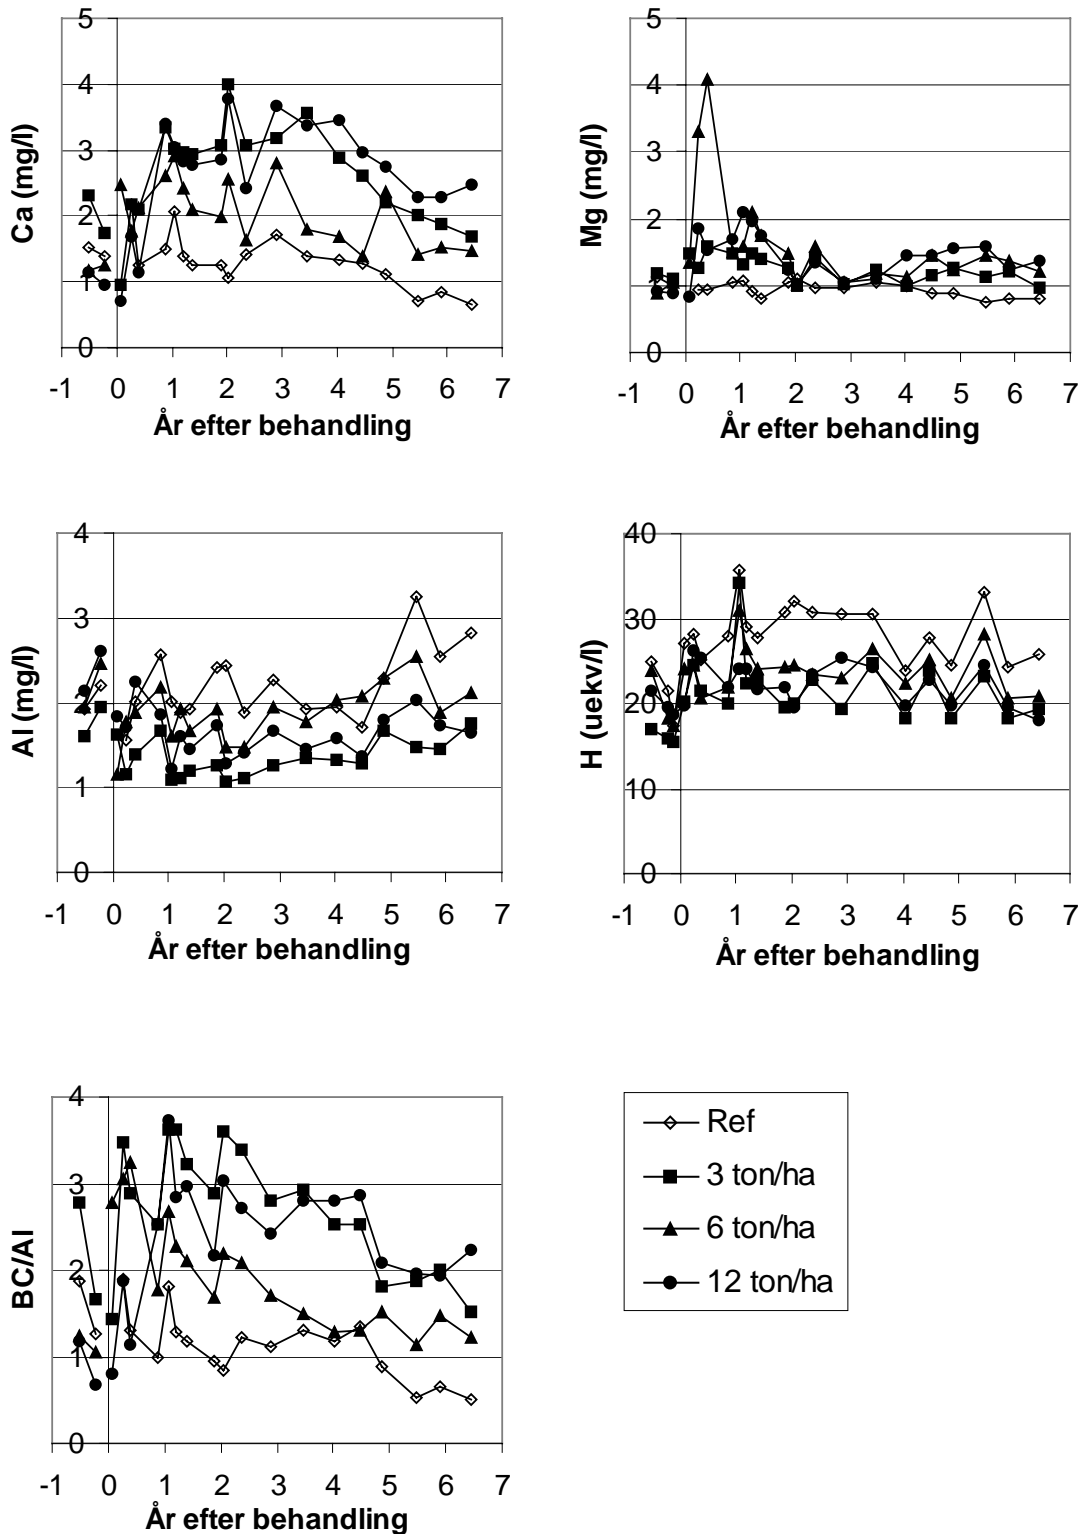 5
4
3
2
1
0
Ca (mg/l)
-1 0 1 2 3 4 5 6 7
År efter behandling
5
4
3
2
1
0
Mg (mg/l)
-1 0 1 2 3 4 5 6 7
År efter behandling
4
3
2
1
0
Al (mg/l)
-1 0 1 2 3 4 5 6 7
År efter behandling
40
30
20
10
0
H (uekv/l)
-1 0 1 2 3 4 5 6 7
År efter behandling
4
3
2
1
0
BC/Al
-1 0 1 2 3 4 5 6 7
År efter behandling
Ref
3 ton/ha
6 ton/ha
12 ton/ha